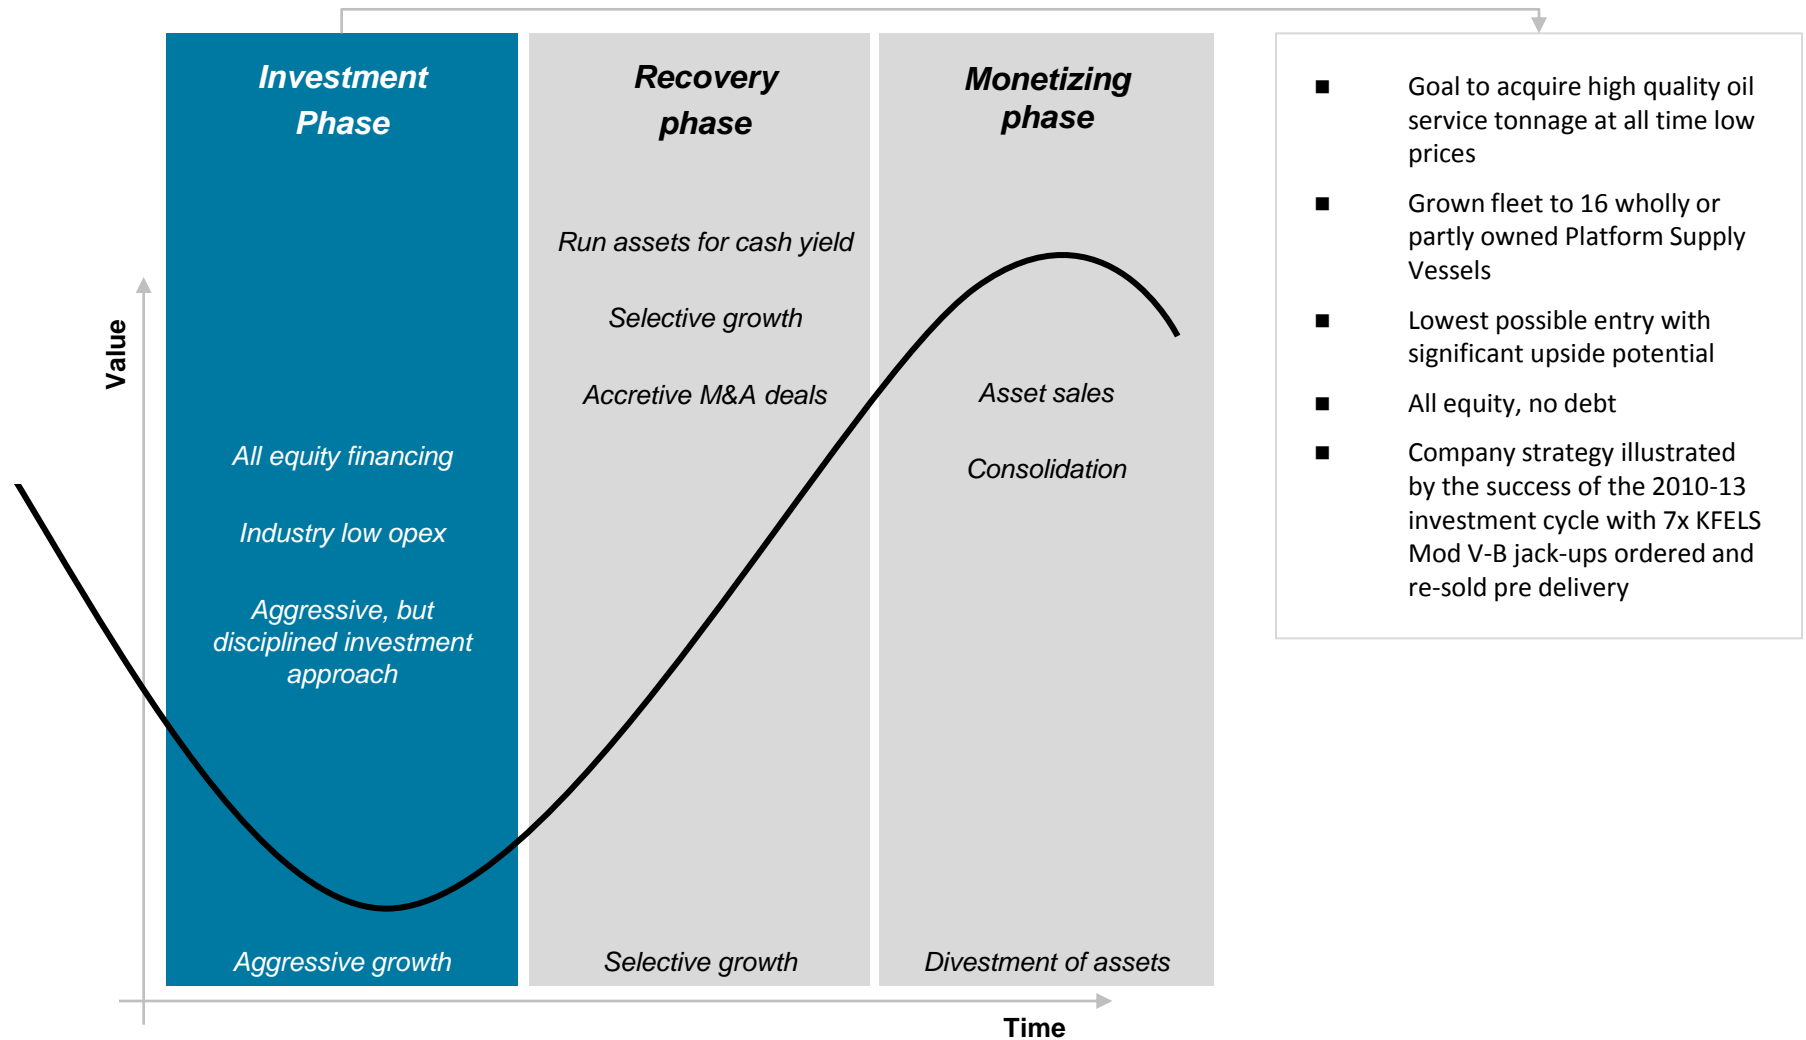 Investment
Phase
Recovery
phase
Monetizing
phase
Value
All equity financing
Industry low opex
Aggressive, but
disciplined investment
approach
Aggressive growth
Run assets for cash yield
Selective growth
Accretive M&A deals
Selective growth
Asset sales
Consolidation
Divestment of assets
Time
■ Goal to acquire high quality oil
service tonnage at all time low
prices
■ Grown fleet to 16 wholly or
partly owned Platform Supply
Vessels
■ Lowest possible entry with
significant upside potential
■ All equity, no debt
■ Company strategy illustrated
by the success of the 2010-13
investment cycle with 7x KFELS
Mod V-B jack-ups ordered and
re-sold pre delivery